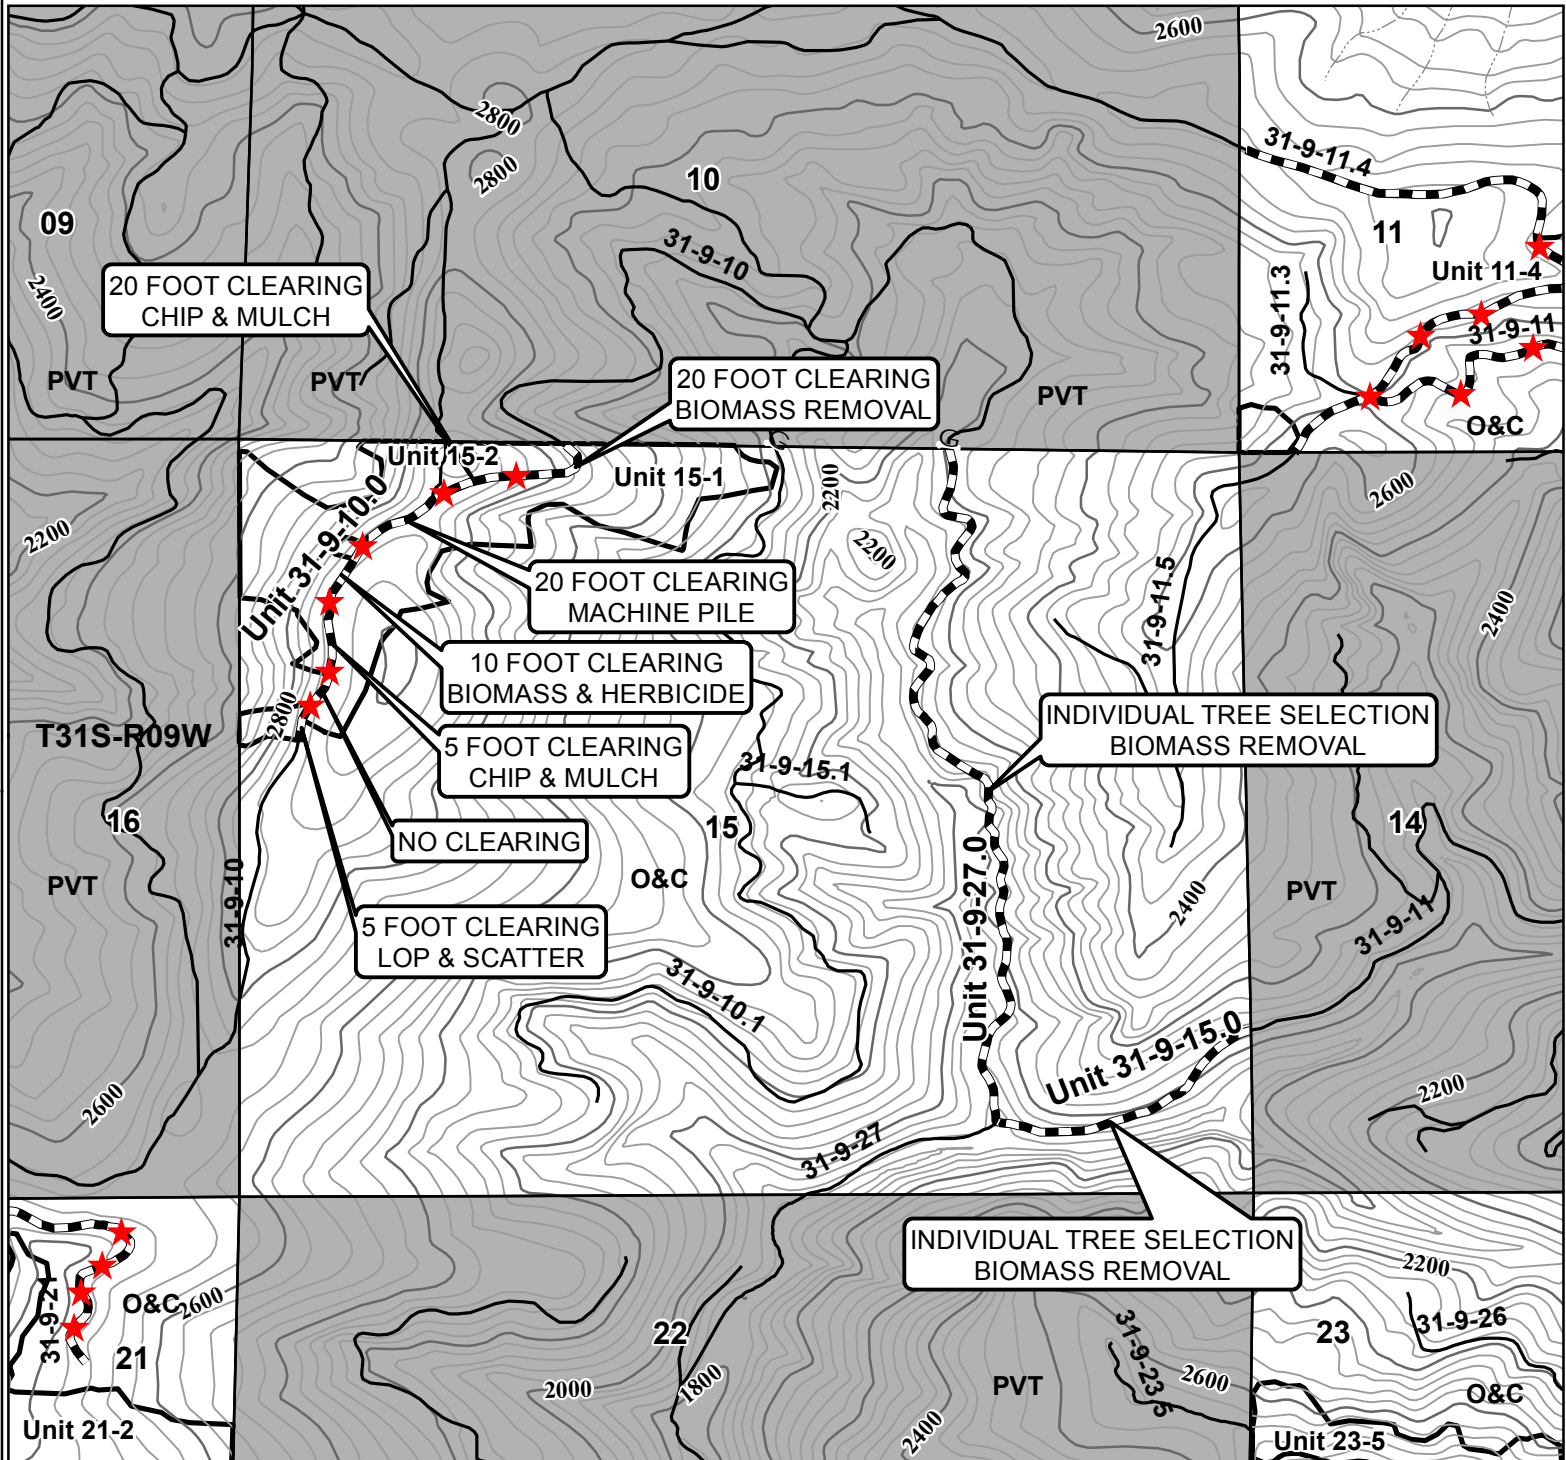 2600
2800
2800
10
31-9-11.4
09
11
31-9-10
Unit 11-4
2400
20 FOOT CLEARING
CHIP & MULCH
31-9-11.3
31-9-11
PVT
PVT
20 FOOT CLEARING
BIOMASS REMOVAL
PVT
O&C
G
G
Unit 15-2
Unit 15-1
2200
2600
2200
2200
Unit 31-9-10.0
20 FOOT CLEARING
MACHINE PILE
31-9-11.5
2400
10 FOOT CLEARING
BIOMASS & HERBICIDE
2800
T31S-R09W
INDIVIDUAL TREE SELECTION
BIOMASS REMOVAL
5 FOOT CLEARING
CHIP & MULCH
31-9-15.1
16
15
14
NO CLEARING
PVT
O&C
PVT
31-9-10
2400
31-9-11
5 FOOT CLEARING
LOP & SCATTER
Unit 31-9-27.0
31-9-10.1
Unit 31-9-15.0
2600
2200
31-9-27
INDIVIDUAL TREE SELECTION
BIOMASS REMOVAL
2200
O&C
2600
31-9-21
21
22
31-9-23.5
23
31-9-26
2000
1800
PVT
2600
O&C
Unit 21-2
2400
Unit 23-5